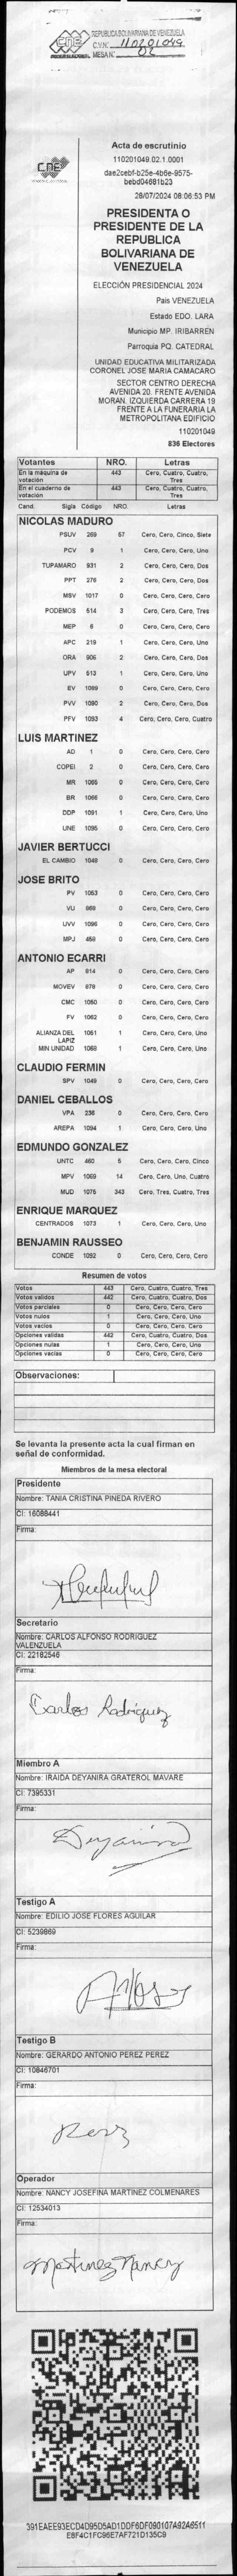 REPUBLICA BOLIVARIANA DE VENEZUELA
C.V.N° 110201049
MESA N° 02
CNE
Acta de escrutinio
110201049.02.1.0001
dae2cebf-b25e-4b6e-9575-
bebd04681b23
28/07/2024 08:06:53 PM
PRESIDENTA O
PRESIDENTE DE LA
REPUBLICA
BOLIVARIANA DE
VENEZUELA
ELECCIÓN PRESIDENCIAL 2024
País VENEZUELA
Estado EDO. LARA
Municipio MP. IRIBARREN
Parroquia PQ. CATEDRAL
UNIDAD EDUCATIVA MILITARIZADA
CORONEL JOSE MARIA CAMACARO
SECTOR CENTRO DERECHA
AVENIDA 20. FRENTE AVENIDA
MORAN. IZQUIERDA CARRERA 19
FRENTE A LA FUNERARIA LA
METROPOLITANA EDIFICIO
110201049
836 Electores
Votantes NRO. Letras
En la máquina de votación 443 Cero, Cuatro, Cuatro, Tres
En el cuaderno de votación 443 Cero, Cuatro, Cuatro, Tres
Cand. Sigla Código NRO. Letras
NICOLAS MADURO
PSUV 269 57 Cero, Cero, Cinco, Siete
PCV 9 1 Cero, Cero, Cero, Uno
TUPAMARO 931 2 Cero, Cero, Cero, Dos
PPT 276 2 Cero, Cero, Cero, Dos
MSV 1017 0 Cero, Cero, Cero, Cero
PODEMOS 514 3 Cero, Cero, Cero, Tres
MEP 6 0 Cero, Cero, Cero, Cero
APC 219 1 Cero, Cero, Cero, Uno
ORA 906 2 Cero, Cero, Cero, Dos
UPV 513 1 Cero, Cero, Cero, Uno
EV 1089 0 Cero, Cero, Cero, Cero
PVV 1090 2 Cero, Cero, Cero, Dos
PFV 1093 4 Cero, Cero, Cero, Cuatro
LUIS MARTINEZ
AD 1 0 Cero, Cero, Cero, Cero
COPEI 2 0 Cero, Cero, Cero, Cero
MR 1065 0 Cero, Cero, Cero, Cero
BR 1066 0 Cero, Cero, Cero, Cero
DDP 1091 1 Cero, Cero, Cero, Uno
UNE 1095 0 Cero, Cero, Cero, Cero
JAVIER BERTUCCI
EL CAMBIO 1048 0 Cero, Cero, Cero, Cero
JOSE BRITO
PV 1053 0 Cero, Cero, Cero, Cero
VU 969 0 Cero, Cero, Cero, Cero
UVV 1096 0 Cero, Cero, Cero, Cero
MPJ 458 0 Cero, Cero, Cero, Cero
ANTONIO ECARRI
AP 814 0 Cero, Cero, Cero, Cero
MOVEV 878 0 Cero, Cero, Cero, Cero
CMC 1050 0 Cero, Cero, Cero, Cero
FV 1062 0 Cero, Cero, Cero, Cero
ALIANZA DEL LAPIZ 1051 1 Cero, Cero, Cero, Uno
MIN UNIDAD 1068 1 Cero, Cero, Cero, Uno
CLAUDIO FERMIN
SPV 1049 0 Cero, Cero, Cero, Cero
DANIEL CEBALLOS
VPA 236 0 Cero, Cero, Cero, Cero
AREPA 1094 1 Cero, Cero, Cero, Uno
EDMUNDO GONZALEZ
UNTC 460 5 Cero, Cero, Cero, Cinco
MPV 1069 14 Cero, Cero, Uno, Cuatro
MUD 1075 343 Cero, Tres, Cuatro, Tres
ENRIQUE MARQUEZ
CENTRADOS 1073 1 Cero, Cero, Cero, Uno
BENJAMIN RAUSSEO
CONDE 1092 0 Cero, Cero, Cero, Cero
Resumen de votos
Votos 443 Cero, Cuatro, Cuatro, Tres
Votos validos 442 Cero, Cuatro, Cuatro, Dos
Votos parciales 0 Cero, Cero, Cero, Cero
Votos nulos 1 Cero, Cero, Cero, Uno
Votos vacios 0 Cero, Cero, Cero, Cero
Opciones validas 442 Cero, Cuatro, Cuatro, Dos
Opciones nulas 1 Cero, Cero, Cero, Uno
Opciones vacias 0 Cero, Cero, Cero, Cero
Observaciones:
Se levanta la presente acta la cual firman en
señal de conformidad.
Miembros de la mesa electoral
Presidente
Nombre: TANIA CRISTINA PINEDA RIVERO
CI: 16088441
Firma:
Secretario
Nombre: CARLOS ALFONSO RODRIGUEZ
VALENZUELA
CI: 22182546
Firma:
Carlos Rodriguez
Miembro A
Nombre: IRAIDA DEYANIRA GRATEROL MAVARE
CI: 7395331
Firma:
Deyanira
Testigo A
Nombre: EDILIO JOSE FLORES AGUILAR
CI: 5239869
Firma:
Testigo B
Nombre: GERARDO ANTONIO PEREZ PEREZ
CI: 10846701
Firma:
Operador
Nombre: NANCY JOSEFINA MARTINEZ COLMENARES
CI: 12534013
Firma:
Martinez Nancy
391EAEE93ECD4D95D5AD1DDF6DF090107A92A6511
E8F4C1FC96E7AF721D135C9